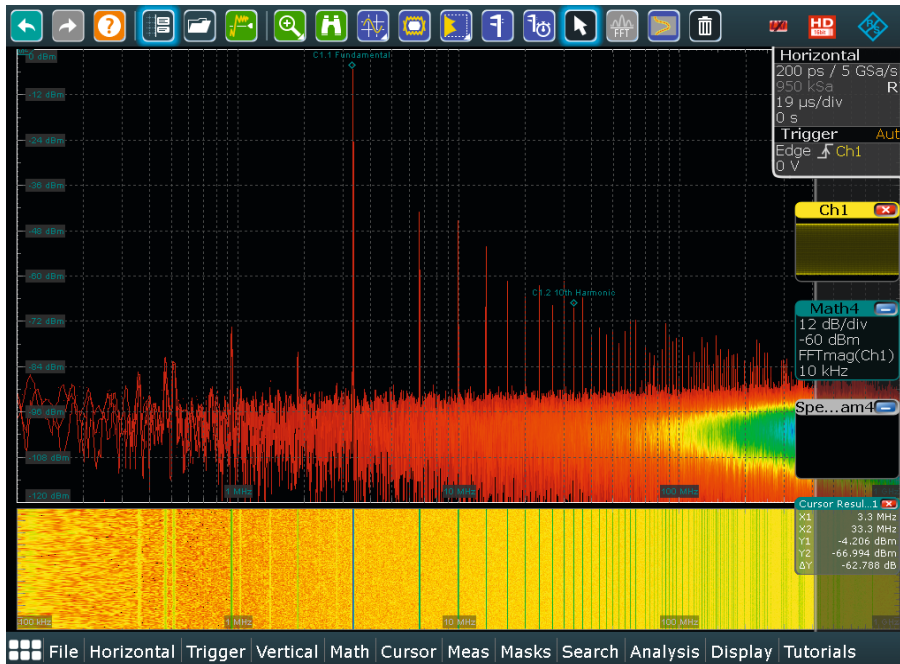 HD
16bit
FFT
0 dBm
C1.1 Fundamental
-12 dBm
-24 dBm
-36 dBm
-48 dBm
-60 dBm
C1.2 10th Harmonic
-72 dBm
-84 dBm
-96 dBm
-108 dBm
-120 dBm
1 MHz
10 MHz
100 MHz
Horizontal
200 ps / 5 GSa/s
950 kSa R
19 µs/div
0 s
Trigger Auto
Edge Ch1
0 V
Ch1
Math4
12 dB/div
-60 dBm
FFTmag(Ch1)
10 kHz
Spe...am4
Cursor Resul...1
X1 3.3 MHz
X2 33.3 MHz
Y1 -4.206 dBm
Y2 -66.994 dBm
ΔY -62.788 dB
100 kHz
1 MHz
10 MHz
100 MHz
File Horizontal Trigger Vertical Math Cursor Meas Masks Search Analysis Display Tutorials